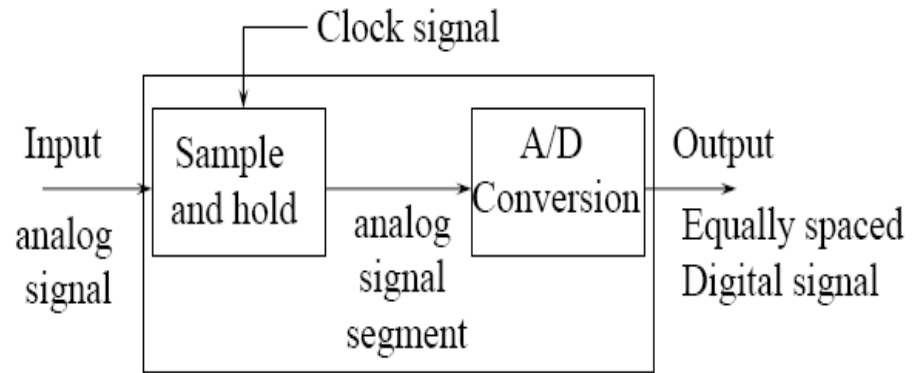 Clock signal
Input
analog
signal
Sample
and hold
analog
signal
segment
A/D
Conversion
Output
Equally spaced
Digital signal